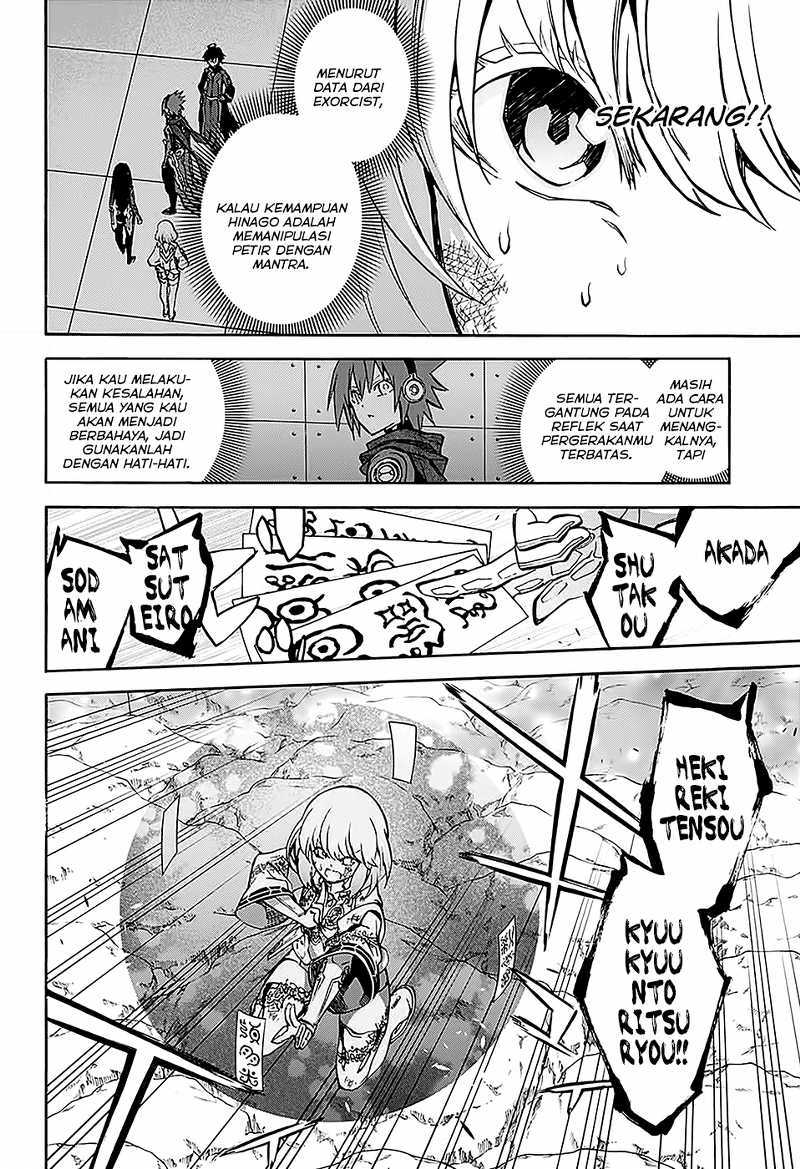 SEKARANG!!
MENURUT
DATA DARI
EXORCIST,
KALAU KEMAMPUAN
HINAGO ADALAH
MEMANIPULASI
PETIR DENGAN
MANTRA.
MASIH
ADA CARA
UNTUK
MENANG-
KALNYA,
TAPI
SEMUA TER-
GANTUNG PADA
REFLEK SAAT
PERGERAKANMU
TERBATAS.
JIKA KAU MELAKU-
KAN KESALAHAN,
SEMUA YANG KAU
AKAN MENJADI
BERBAHAYA, JADI
GUNAKANLAH
DENGAN HATI-HATI.
AKADA
SHU
TAK
OU
SAT
SUT
EIRO
SOD
AM
ANI
HEKI
REKI
TENSOU
KYUU
KYUU
NTO
RITSU
RYOU!!